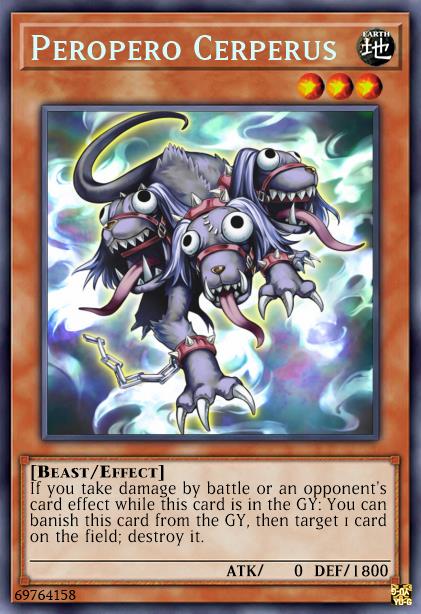 Peropero Cerperus
EARTH
地
[Beast/Effect]
If you take damage by battle or an opponent's
card effect while this card is in the GY: You can
banish this card from the GY, then target 1 card
on the field; destroy it.
ATK/ 0 DEF/1800
69764158